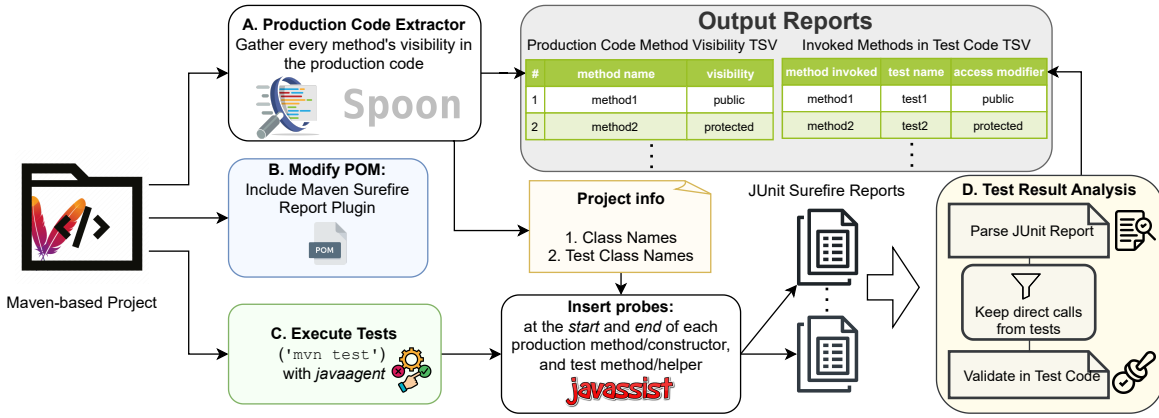 A. Production Code Extractor
Gather every method's visibility in
the production code
Spoon
Output Reports
Production Code Method Visibility TSV
# method name visibility
1 method1 public
2 method2 protected
Invoked Methods in Test Code TSV
method invoked test name access modifier
method1 test1 public
method2 test2 protected
Maven-based Project
B. Modify POM:
Include Maven Surefire
Report Plugin
POM
Project info
1. Class Names
2. Test Class Names
C. Execute Tests
('mvn test')
with javaagent
Insert probes:
at the start and end of each
production method/constructor,
and test method/helper
javassist
JUnit Surefire Reports
D. Test Result Analysis
Parse JUnit Report
Keep direct calls
from tests
Validate in Test Code